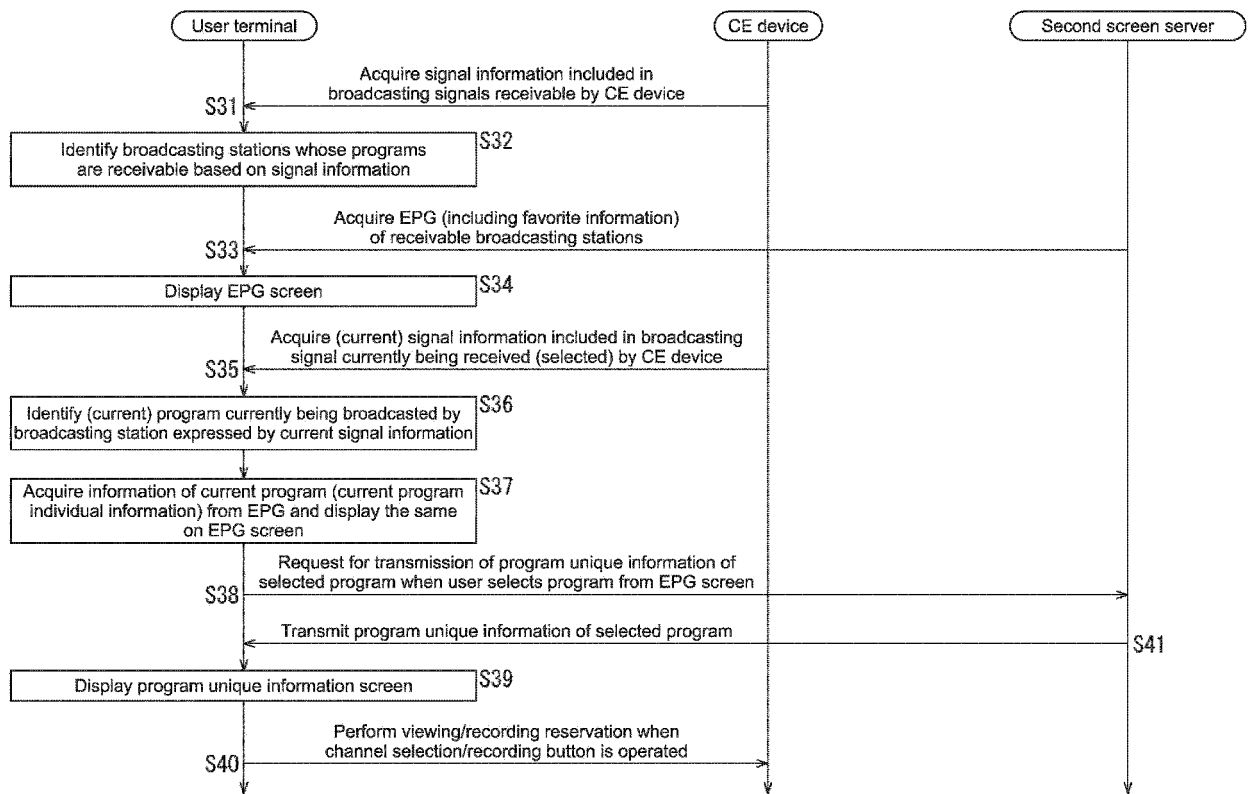 User terminal
CE device
Second screen server
Acquire signal information included in
broadcasting signals receivable by CE device
S31
S32
Identify broadcasting stations whose programs
are receivable based on signal information
Acquire EPG (including favorite information)
of receivable broadcasting stations
S33
S34
Display EPG screen
Acquire (current) signal information included in broadcasting
signal currently being received (selected) by CE device
S35
S36
Identify (current) program currently being broadcasted by
broadcasting station expressed by current signal information
S37
Acquire information of current program (current program
individual information) from EPG and display the same
on EPG screen
Request for transmission of program unique information of
selected program when user selects program from EPG screen
S38
Transmit program unique information of selected program
S41
S39
Display program unique information screen
Perform viewing/recording reservation when
channel selection/recording button is operated
S40